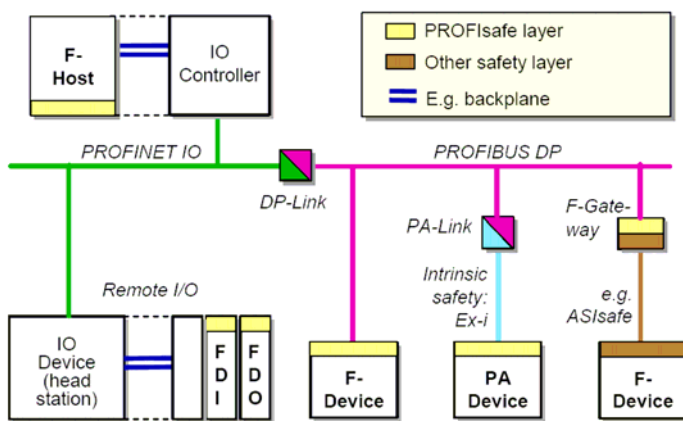 F-
Host
IO
Controller
PROFIsafe layer
Other safety layer
E.g. backplane
PROFINET IO
PROFIBUS DP
DP-Link
PA-Link
F-Gate-
way
Intrinsic
safety:
Ex-i
e.g.
ASIsafe
Remote I/O
IO
Device
(head
station)
F
D
I
F
D
O
F-
Device
PA
Device
F-
Device